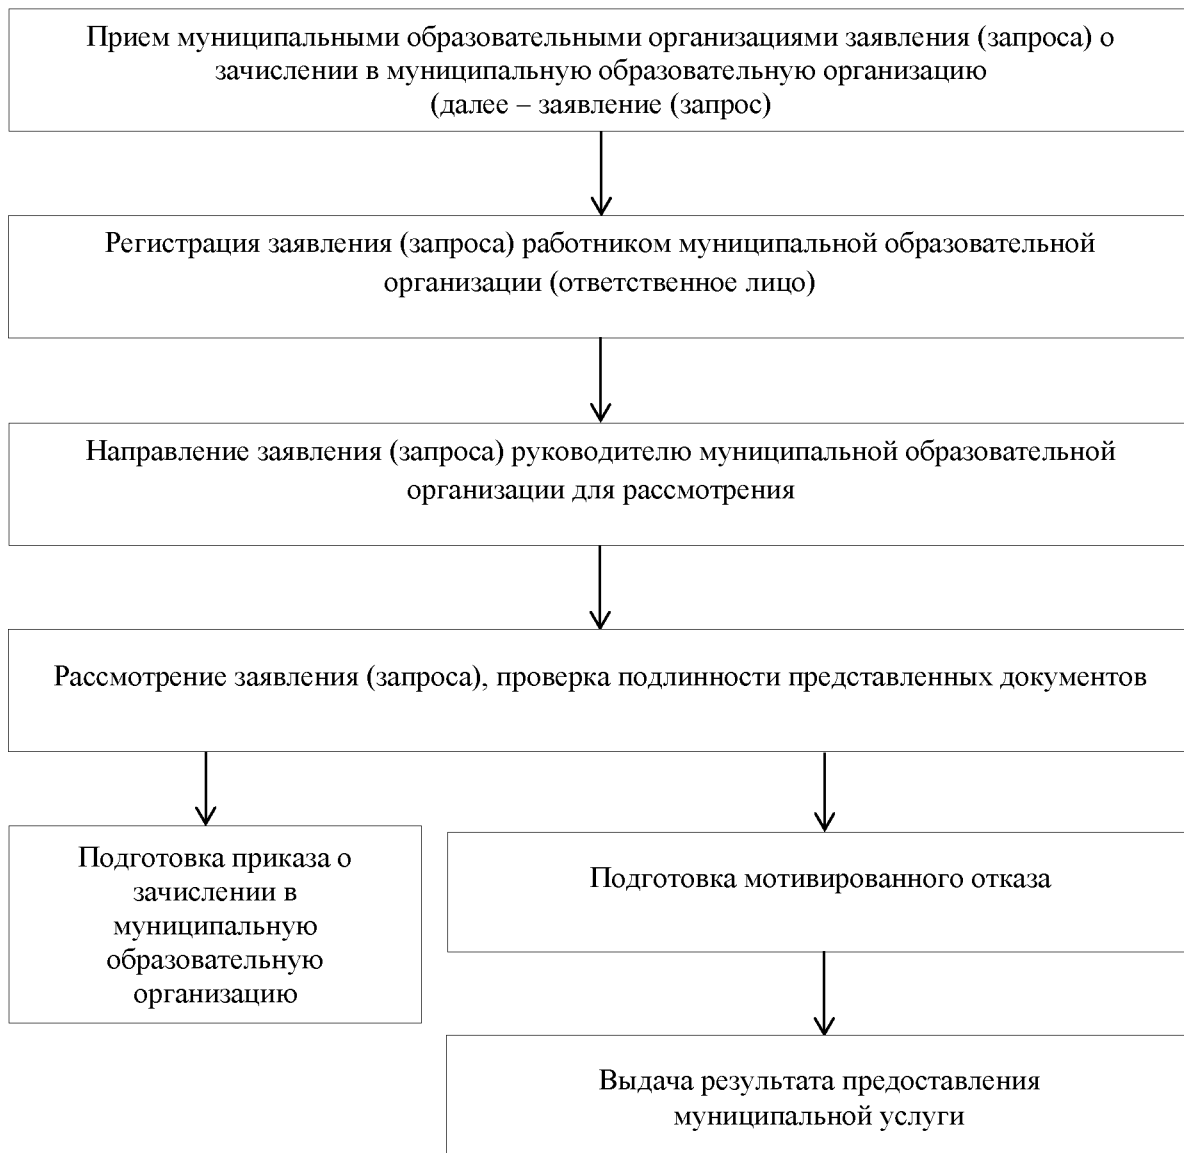 Прием муниципальными образовательными организациями заявления (запроса) о
зачислении в муниципальную образовательную организацию
(далее – заявление (запрос)
Регистрация заявления (запроса) работником муниципальной образовательной
организации (ответственное лицо)
Направление заявления (запроса) руководителю муниципальной образовательной
организации для рассмотрения
Рассмотрение заявления (запроса), проверка подлинности представленных документов
Подготовка приказа о
зачислении в
муниципальную
образовательную
организацию
Подготовка мотивированного отказа
Выдача результата предоставления
муниципальной услуги